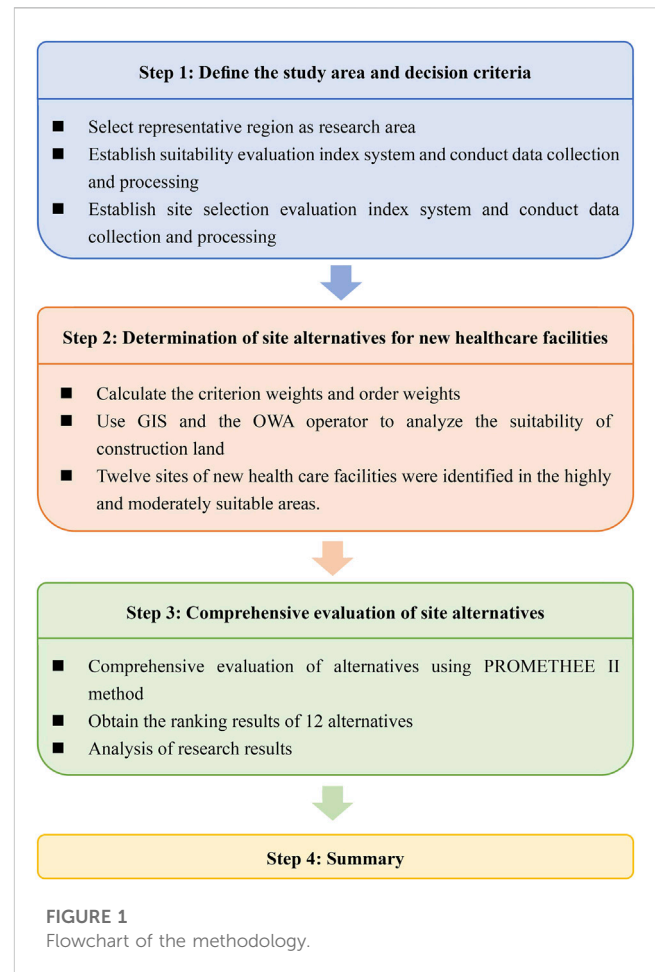 Step 1: Define the study area and decision criteria
■ Select representative region as research area
■ Establish suitability evaluation index system and conduct data collection
and processing
■ Establish site selection evaluation index system and conduct data
collection and processing
Step 2: Determination of site alternatives for new healthcare facilities
■ Calculate the criterion weights and order weights
■ Use GIS and the OWA operator to analyze the suitability of
construction land
■ Twelve sites of new health care facilities were identified in the highly
and moderately suitable areas.
Step 3: Comprehensive evaluation of site alternatives
■ Comprehensive evaluation of alternatives using PROMETHEE II
method
■ Obtain the ranking results of 12 alternatives
■ Analysis of research results
Step 4: Summary
FIGURE 1
Flowchart of the methodology.